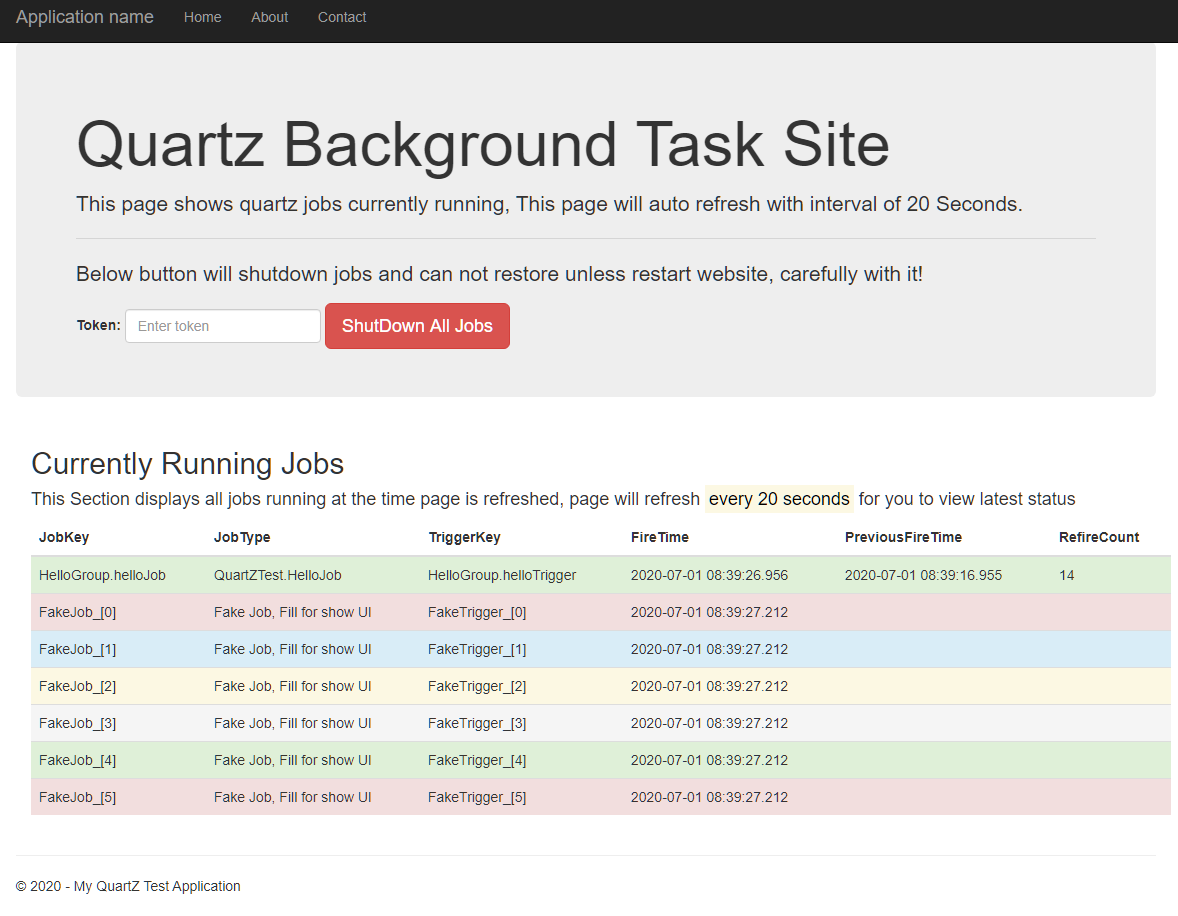 Application name Home About Contact
Quartz Background Task Site
This page shows quartz jobs currently running, This page will auto refresh with interval of 20 Seconds.
Below button will shutdown jobs and can not restore unless restart website, carefully with it!
Token: Enter token ShutDown All Jobs
Currently Running Jobs
This Section displays all jobs running at the time page is refreshed, page will refresh every 20 seconds for you to view latest status
JobKey JobType TriggerKey FireTime PreviousFireTime RefireCount
HelloGroup.helloJob QuartZTest.HelloJob HelloGroup.helloTrigger 2020-07-01 08:39:26.956 2020-07-01 08:39:16.955 14
FakeJob_[0] Fake Job, Fill for show UI FakeTrigger_[0] 2020-07-01 08:39:27.212
FakeJob_[1] Fake Job, Fill for show UI FakeTrigger_[1] 2020-07-01 08:39:27.212
FakeJob_[2] Fake Job, Fill for show UI FakeTrigger_[2] 2020-07-01 08:39:27.212
FakeJob_[3] Fake Job, Fill for show UI FakeTrigger_[3] 2020-07-01 08:39:27.212
FakeJob_[4] Fake Job, Fill for show UI FakeTrigger_[4] 2020-07-01 08:39:27.212
FakeJob_[5] Fake Job, Fill for show UI FakeTrigger_[5] 2020-07-01 08:39:27.212
© 2020 - My QuartZ Test Application